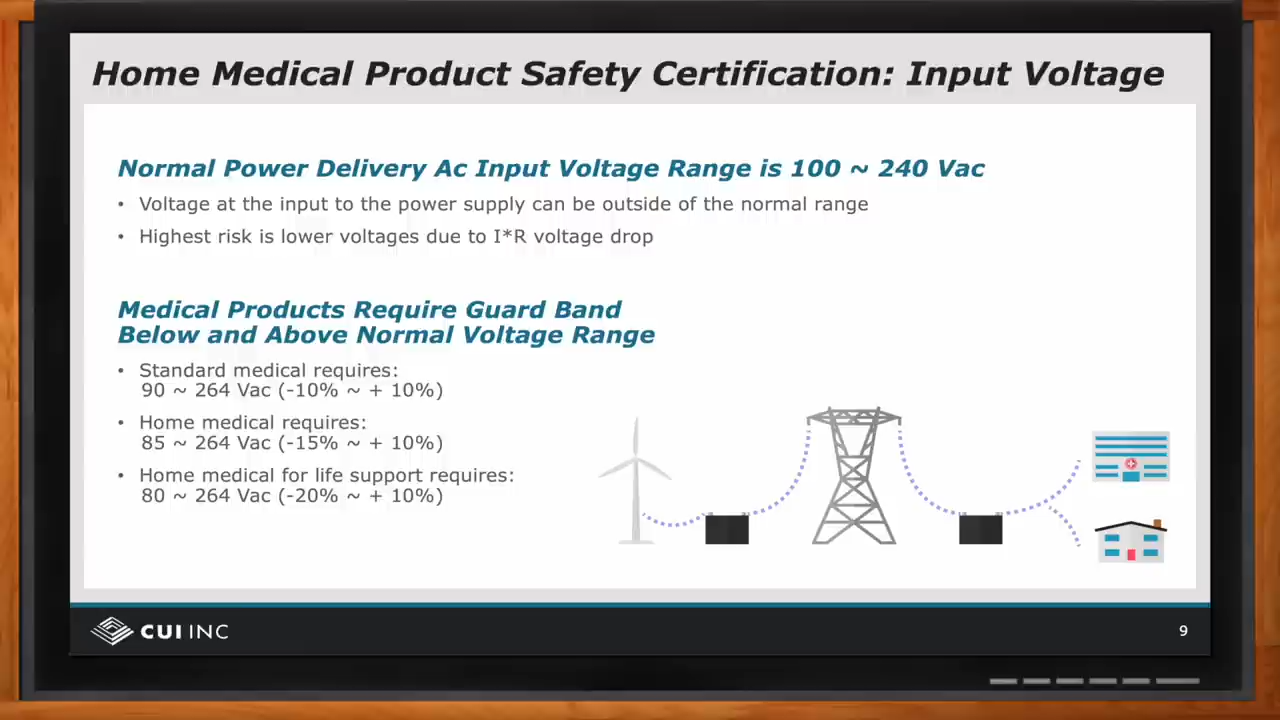 Home Medical Product Safety Certification: Input Voltage
Normal Power Delivery Ac Input Voltage Range is 100 ~ 240 Vac
• Voltage at the input to the power supply can be outside of the normal range
• Highest risk is lower voltages due to I*R voltage drop
Medical Products Require Guard Band
Below and Above Normal Voltage Range
• Standard medical requires:
90 ~ 264 Vac (-10% ~ + 10%)
• Home medical requires:
85 ~ 264 Vac (-15% ~ + 10%)
• Home medical for life support requires:
80 ~ 264 Vac (-20% ~ + 10%)
CUI INC
9